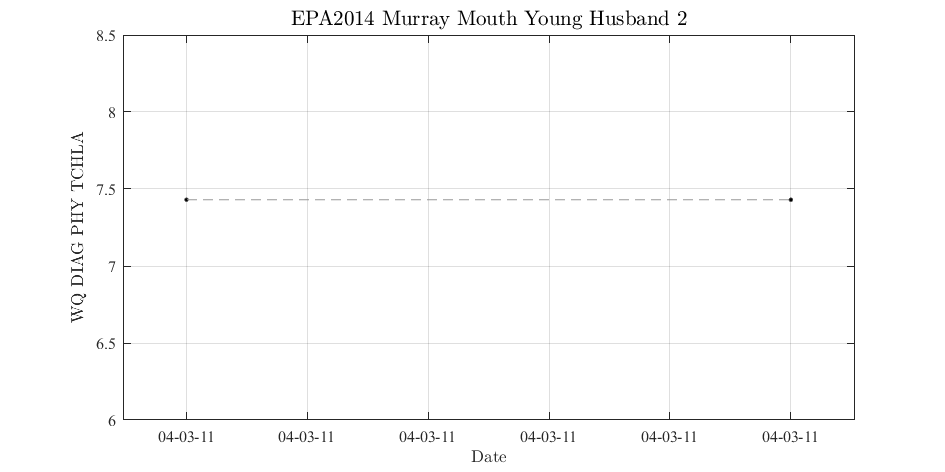 EPA2014 Murray Mouth Young Husband 2
WQ DIAG PHY TCHLA
8.5
8
7.5
7
6.5
6
04-03-11 04-03-11 04-03-11 04-03-11 04-03-11 04-03-11
Date